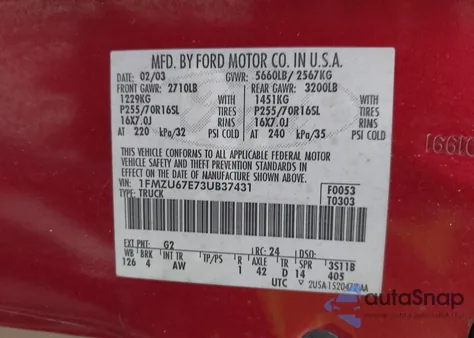 MFD. BY FORD MOTOR CO. IN U.S.A.
DATE: 02/03 GVWR: 5660LB/ 2567KG
FRONT GAWR: 2710LB REAR GAWR: 3200LB
1229KG WITH 1451KG WITH
P255/70R16SL TIRES P255/70R16SL TIRES
16X7.0J RIMS 16X7.0J RIMS
AT 220 kPa/32 PSI COLD AT 240 kPa/35 PSI COLD
THIS VEHICLE CONFORMS TO ALL APPLICABLE FEDERAL MOTOR
VEHICLE SAFETY AND THEFT PREVENTION STANDARDS IN
EFFECT ON THE DATE OF MANUFACTURE SHOWN ABOVE.
VIN: 1FMZU67E73UB37431 F0053
TYPE: TRUCK T0303
EXT PNT: G2 RC: 24 DSO:
WB BRK INT TR TP/PS R AXLE TR SPR 3S11B
126 4 AW 1 42 D 14 405
UTC
autoSnap